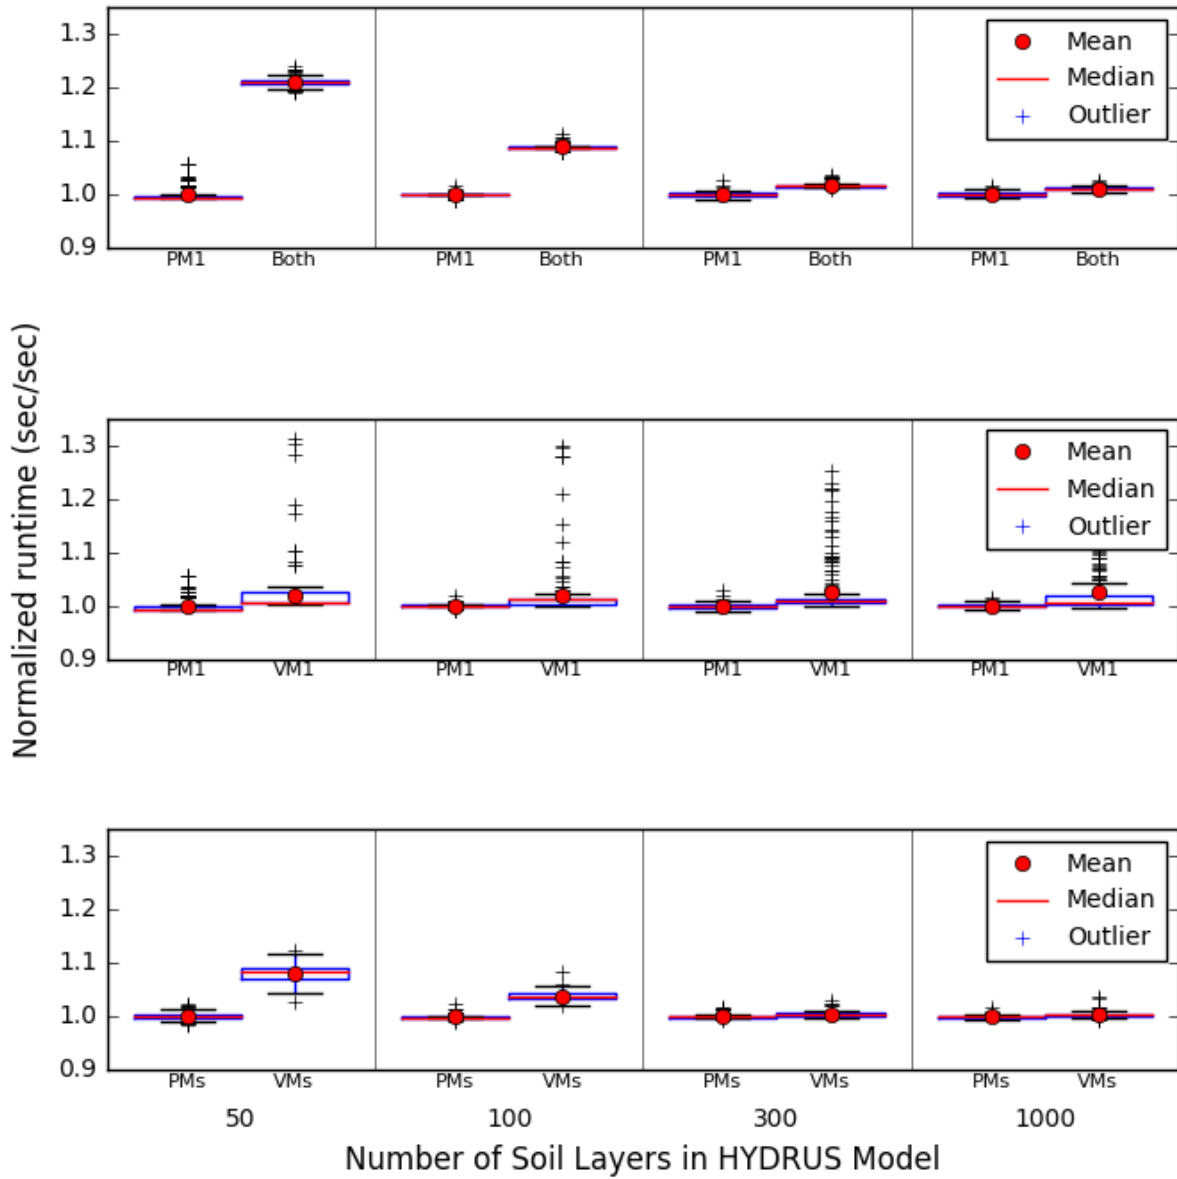 1.3
1.2
1.1
1.0
0.9
Mean
Median
Outlier
PM1 Both PM1 Both PM1 Both PM1 Both
Normalized runtime (sec/sec)
1.3
1.2
1.1
1.0
0.9
Mean
Median
Outlier
PM1 VM1 PM1 VM1 PM1 VM1 PM1 VM1
1.3
1.2
1.1
1.0
0.9
Mean
Median
Outlier
PMs VMs PMs VMs PMs VMs PMs VMs
50 100 300 1000
Number of Soil Layers in HYDRUS Model